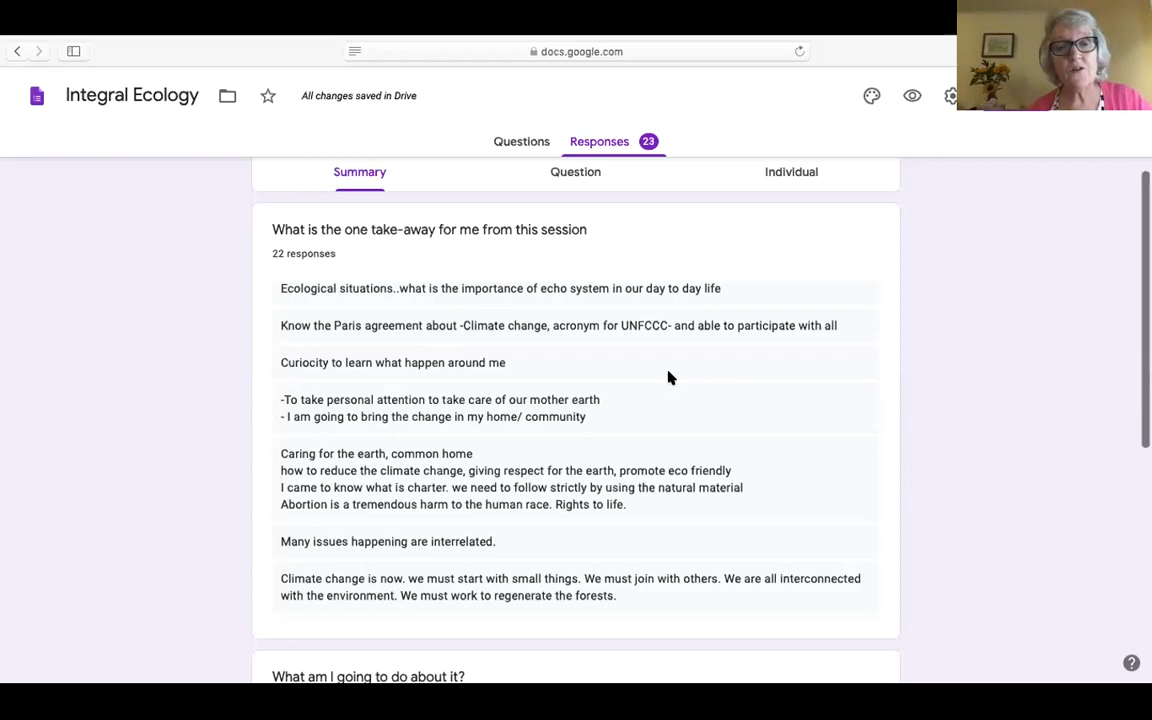 docs.google.com
Integral Ecology
All changes saved in Drive
Questions
Responses 23
Summary
Question
Individual
What is the one take-away for me from this session
22 responses
Ecological situations..what is the importance of echo system in our day to day life
Know the Paris agreement about -Climate change, acronym for UNFCCC- and able to participate with all
Curiocity to learn what happen around me
-To take personal attention to take care of our mother earth
- I am going to bring the change in my home/ community
Caring for the earth, common home
how to reduce the climate change, giving respect for the earth, promote eco friendly
I came to know what is charter. we need to follow strictly by using the natural material
Abortion is a tremendous harm to the human race. Rights to life.
Many issues happening are interrelated.
Climate change is now. we must start with small things. We must join with others. We are all interconnected
with the environment. We must work to regenerate the forests.
What am I going to do about it?